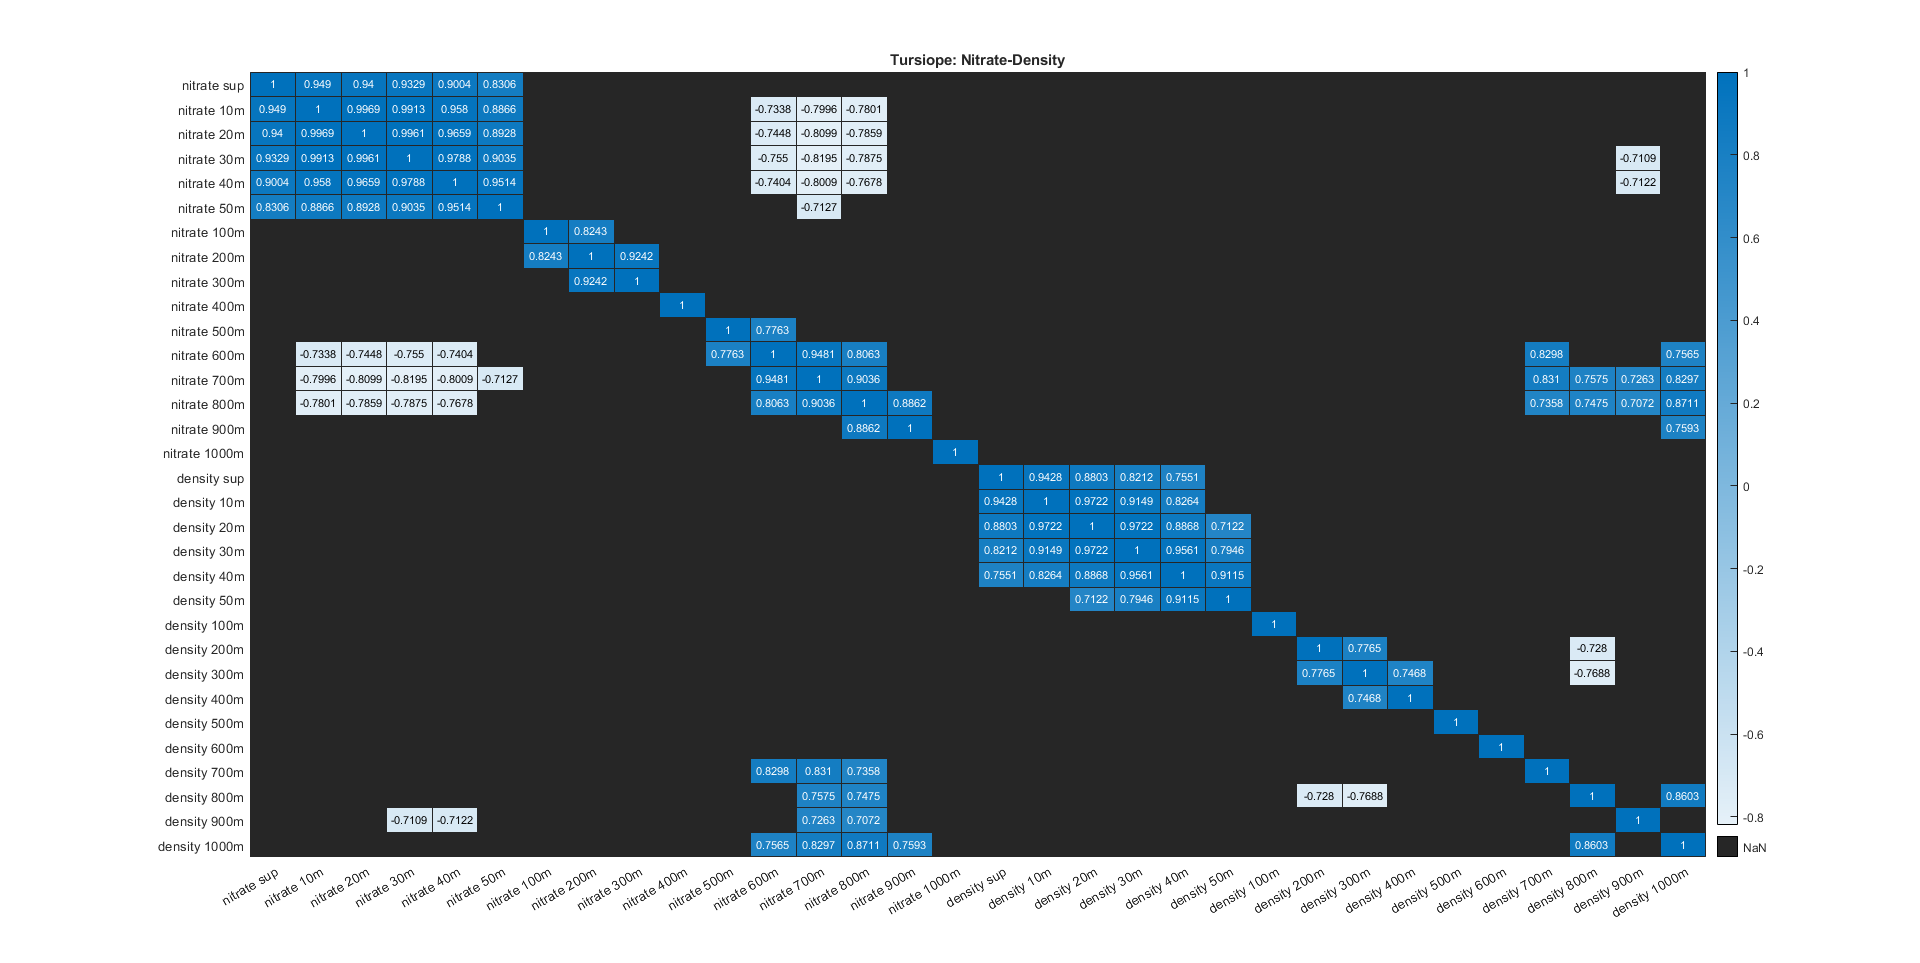 Tursiope: Nitrate-Density
nitrate sup 1 0.949 0.94 0.9329 0.9004 0.8306
nitrate 10m 0.949 1 0.9969 0.9913 0.958 0.8866 -0.7338 -0.7996 -0.7801
nitrate 20m 0.94 0.9969 1 0.9961 0.9659 0.8928 -0.7448 -0.8099 -0.7859
nitrate 30m 0.9329 0.9913 0.9961 1 0.9788 0.9035 -0.755 -0.8195 -0.7875 -0.7109
nitrate 40m 0.9004 0.958 0.9659 0.9788 1 0.9514 -0.7404 -0.8009 -0.7678 -0.7122
nitrate 50m 0.8306 0.8866 0.8928 0.9035 0.9514 1 -0.7127
nitrate 100m 1 0.8243
nitrate 200m 0.8243 1 0.9242
nitrate 300m 0.9242 1
nitrate 400m 1
nitrate 500m 1 0.7763
nitrate 600m -0.7338 -0.7448 -0.755 -0.7404 0.7763 1 0.9481 0.8063 0.8298 0.7565
nitrate 700m -0.7996 -0.8099 -0.8195 -0.8009 -0.7127 0.9481 1 0.9036 0.831 0.7575 0.7263 0.8297
nitrate 800m -0.7801 -0.7859 -0.7875 -0.7678 0.8063 0.9036 1 0.8862 0.7358 0.7475 0.7072 0.8711
nitrate 900m 0.8862 1 0.7593
nitrate 1000m 1
density sup 1 0.9428 0.8803 0.8212 0.7551
density 10m 0.9428 1 0.9722 0.9149 0.8264
density 20m 0.8803 0.9722 1 0.9722 0.8868 0.7122
density 30m 0.8212 0.9149 0.9722 1 0.9561 0.7946
density 40m 0.7551 0.8264 0.8868 0.9561 1 0.9115
density 50m 0.7122 0.7946 0.9115 1
density 100m 1
density 200m 1 0.7765 -0.728
density 300m 0.7765 1 0.7468 -0.7688
density 400m 0.7468 1
density 500m 1
density 600m 1
density 700m 0.8298 0.831 0.7358 1
density 800m 0.7575 0.7475 -0.728 -0.7688 1 0.8603
density 900m -0.7109 -0.7122 0.7263 0.7072 1
density 1000m 0.7565 0.8297 0.8711 0.7593 0.8603 1
nitrate sup nitrate 10m nitrate 20m nitrate 30m nitrate 40m nitrate 50m nitrate 100m nitrate 200m nitrate 300m nitrate 400m nitrate 500m nitrate 600m nitrate 700m nitrate 800m nitrate 900m nitrate 1000m density sup density 10m density 20m density 30m density 40m density 50m density 100m density 200m density 300m density 400m density 500m density 600m density 700m density 800m density 900m density 1000m
1
0.8
0.6
0.4
0.2
0
-0.2
-0.4
-0.6
-0.8
NaN